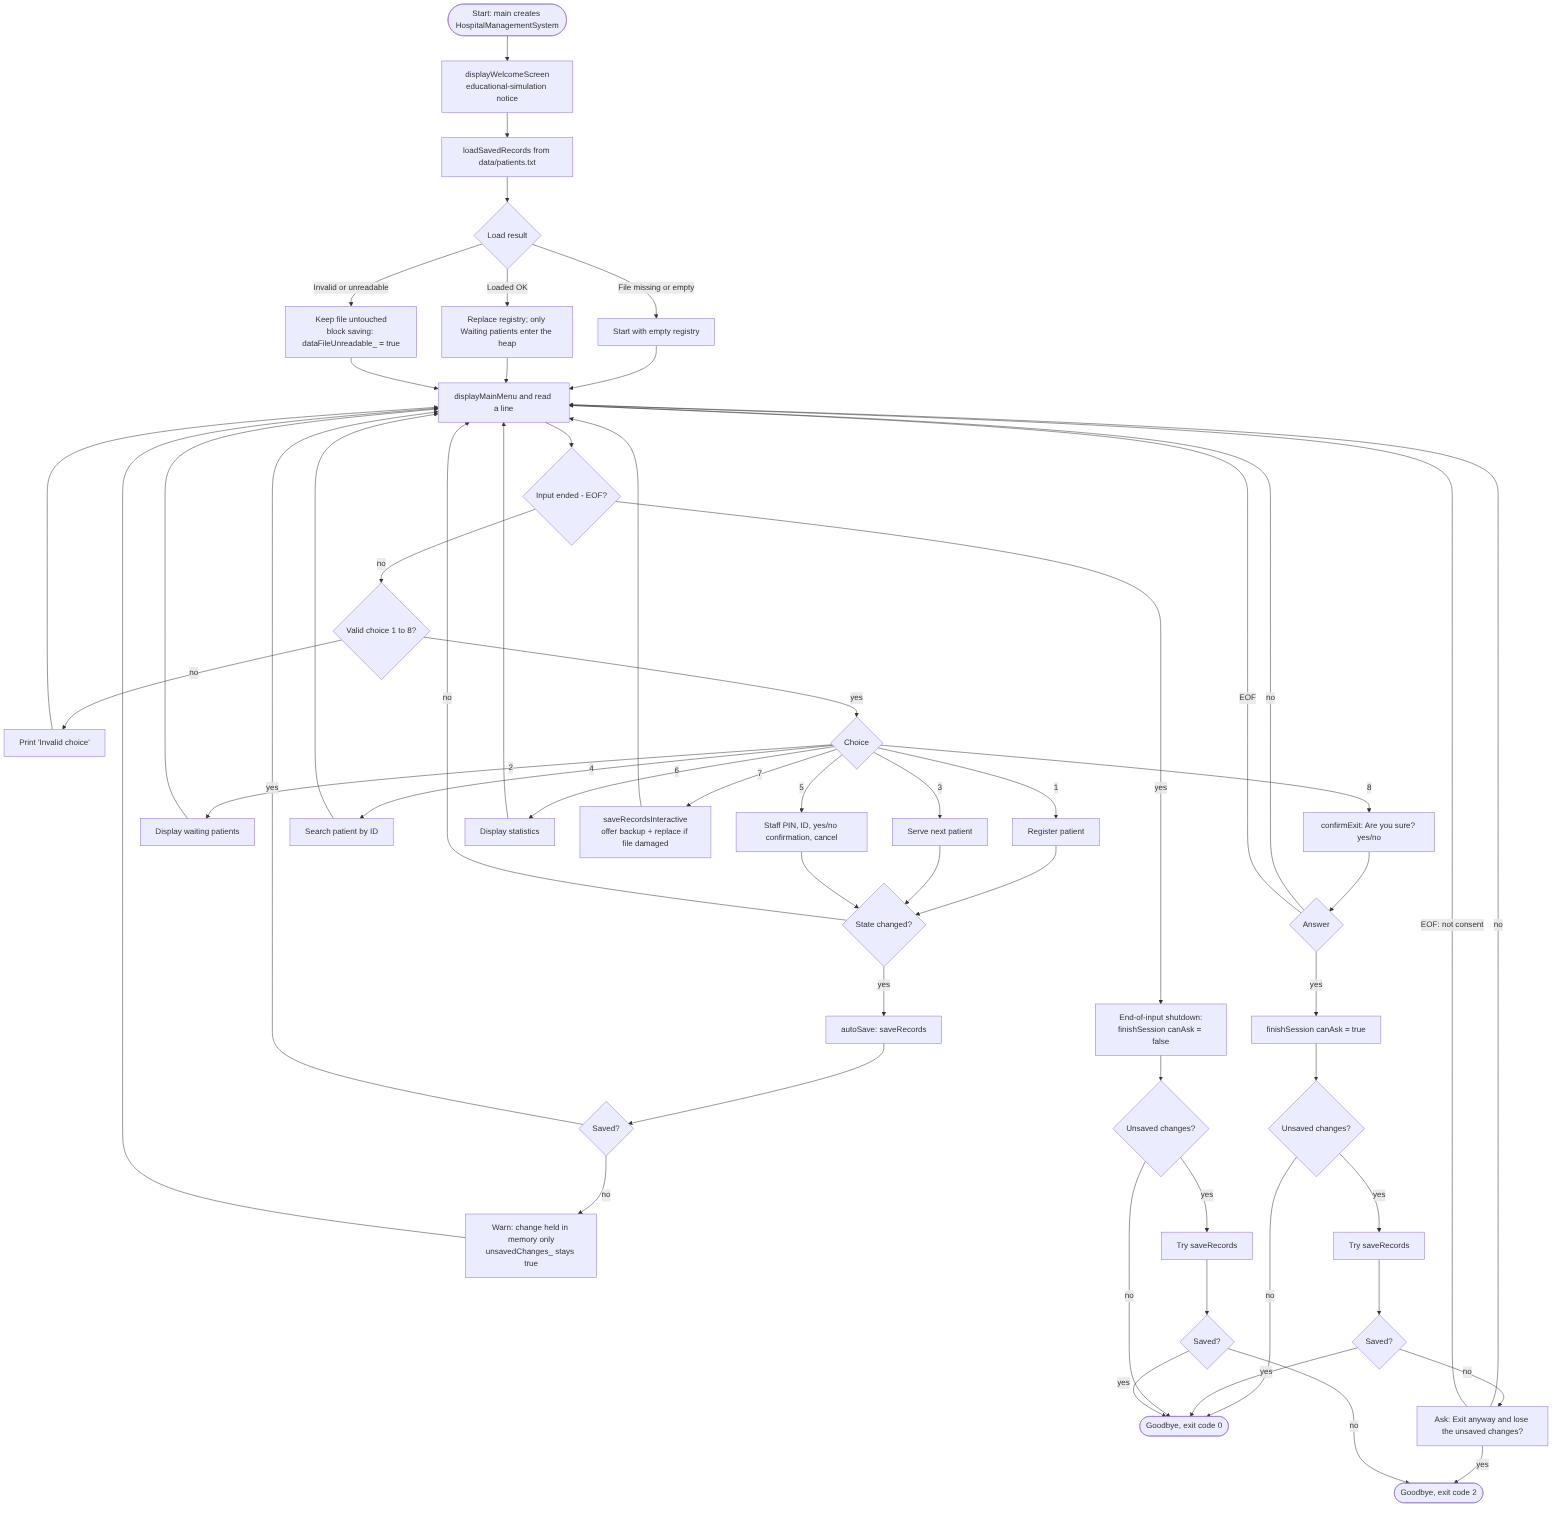 Start: main creates
HospitalManagementSystem
displayWelcomeScreen
educational-simulation
notice
loadSavedRecords from
data/patients.txt
Load result
Invalid or unreadable
Loaded OK
File missing or empty
Keep file untouched
block saving:
dataFileUnreadable_ = true
Replace registry; only
Waiting patients enter the
heap
Start with empty registry
displayMainMenu and read
a line
Input ended - EOF?
no
Valid choice 1 to 8?
no
yes
yes
no
EOF
no
EOF: not consent
no
yes
Print 'Invalid choice'
Choice
2
4
6
7
5
3
1
8
Display waiting patients
Search patient by ID
Display statistics
saveRecordsInteractive
offer backup + replace if
file damaged
Staff PIN, ID, yes/no
confirmation, cancel
Serve next patient
Register patient
confirmExit: Are you sure?
yes/no
State changed?
Answer
yes
yes
autoSave: saveRecords
End-of-input shutdown:
finishSession canAsk =
false
finishSession canAsk = true
Saved?
Unsaved changes?
Unsaved changes?
no
yes
yes
Warn: change held in
memory only
unsavedChanges_ stays
true
Try saveRecords
Try saveRecords
no
no
Saved?
Saved?
yes
yes
no
no
Goodbye, exit code 0
Ask: Exit anyway and lose
the unsaved changes?
yes
Goodbye, exit code 2